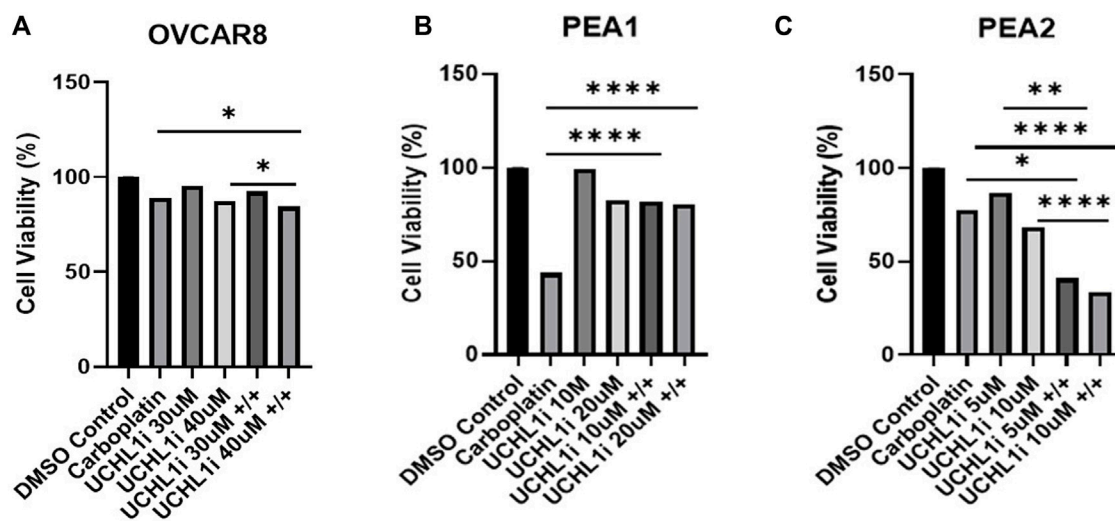 A
OVCAR8
Cell Viability (%)
150
100
50
0
*
*
DMSO Control
Carboplatin
UCHL1i 30uM
UCHL1i 40uM
UCHL1i 30uM +/+
UCHL1i 40uM +/+
B
PEA1
Cell Viability (%)
150
100
50
0
****
****
DMSO Control
Carboplatin
UCHL1i 10M
UCHL1i 20uM
UCHL1i 10uM +/+
UCHL1i 20uM +/+
C
PEA2
Cell Viability (%)
150
100
50
0
**
****
*
****
DMSO Control
Carboplatin
UCHL1i 5uM
UCHL1i 10uM
UCHL1i 5uM +/+
UCHL1i 10uM +/+